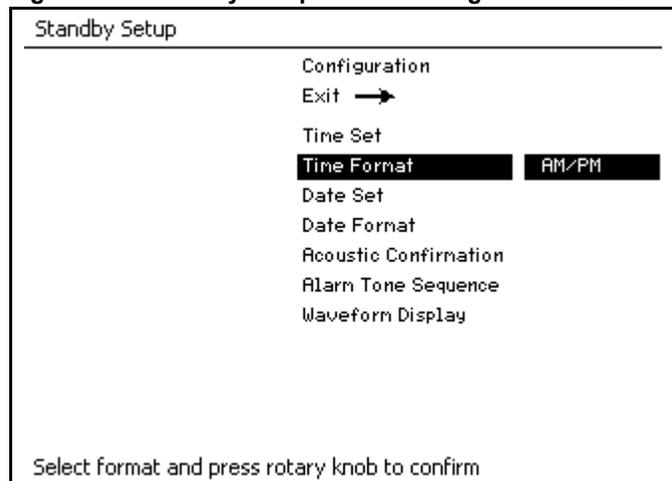 Standby Setup
Configuration
Exit
Time Set
Time Format AM/PM
Date Set
Date Format
Acoustic Confirmation
Alarm Tone Sequence
Waveform Display
Select format and press rotary knob to confirm